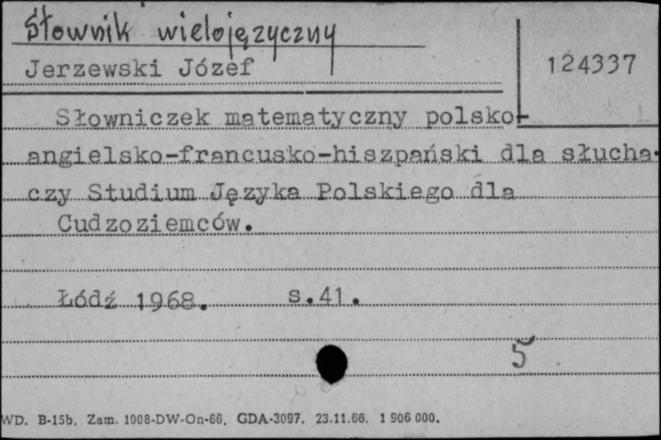 Słownik wielojęzyczny
Jerzewski Józef
124337
Słowniczek matematyczny polsko-
angielsko-francusko-hiszpański dla słucha-
czy Studium Języka Polskiego dla
Cudzoziemców.
Łódź 1968. s.41.
5
WD. B-15b. Zam. 1008-DW-On-66. GDA-3097. 23.11.66. 1 906 000.